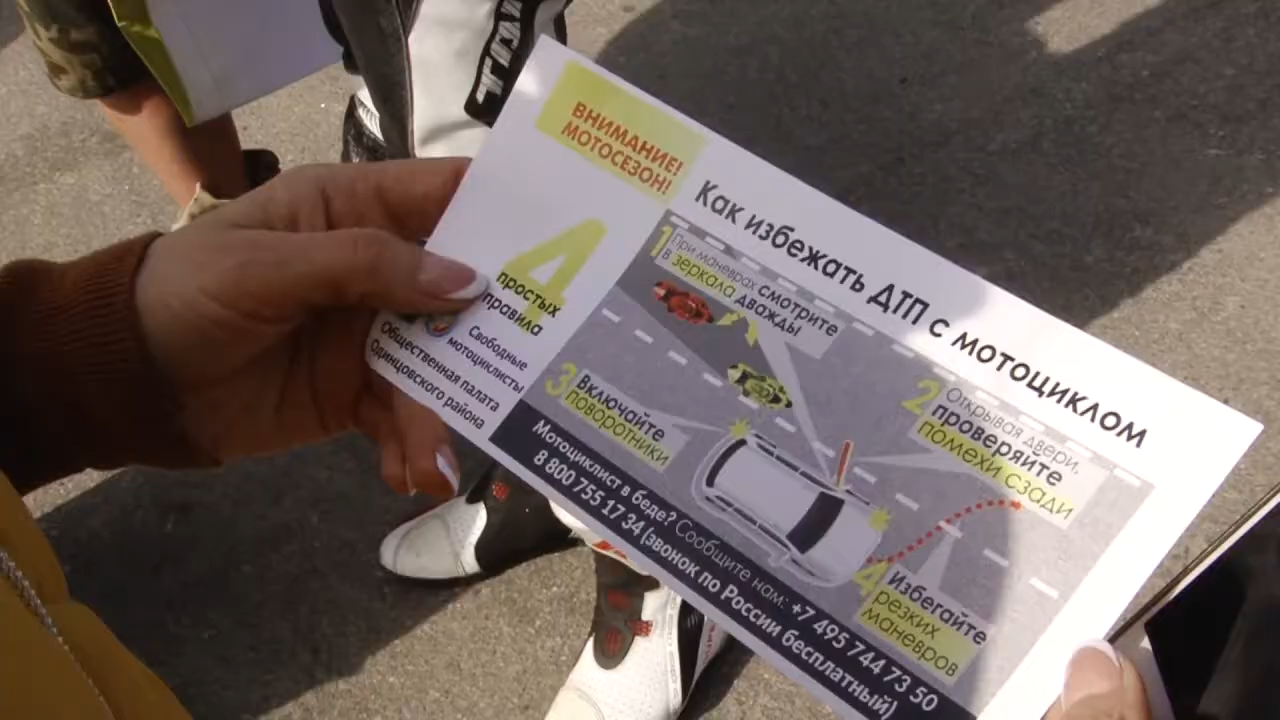 ВНИМАНИЕ!
МОТОСЕЗОН!
4
простых
правила
Свободные
мотоциклисты
Общественная палата
Одинцовского района
Как избежать ДТП с мотоциклом
1
При маневрах смотрите
в зеркала дважды
2
Открывая двери,
проверяйте
помехи сзади
3
Включайте
поворотники
4
Избегайте
резких
маневров
Мотоциклист в беде? Сообщите нам: +7 495 744 73 50
8 800 755 17 34 (звонок по России бесплатный)